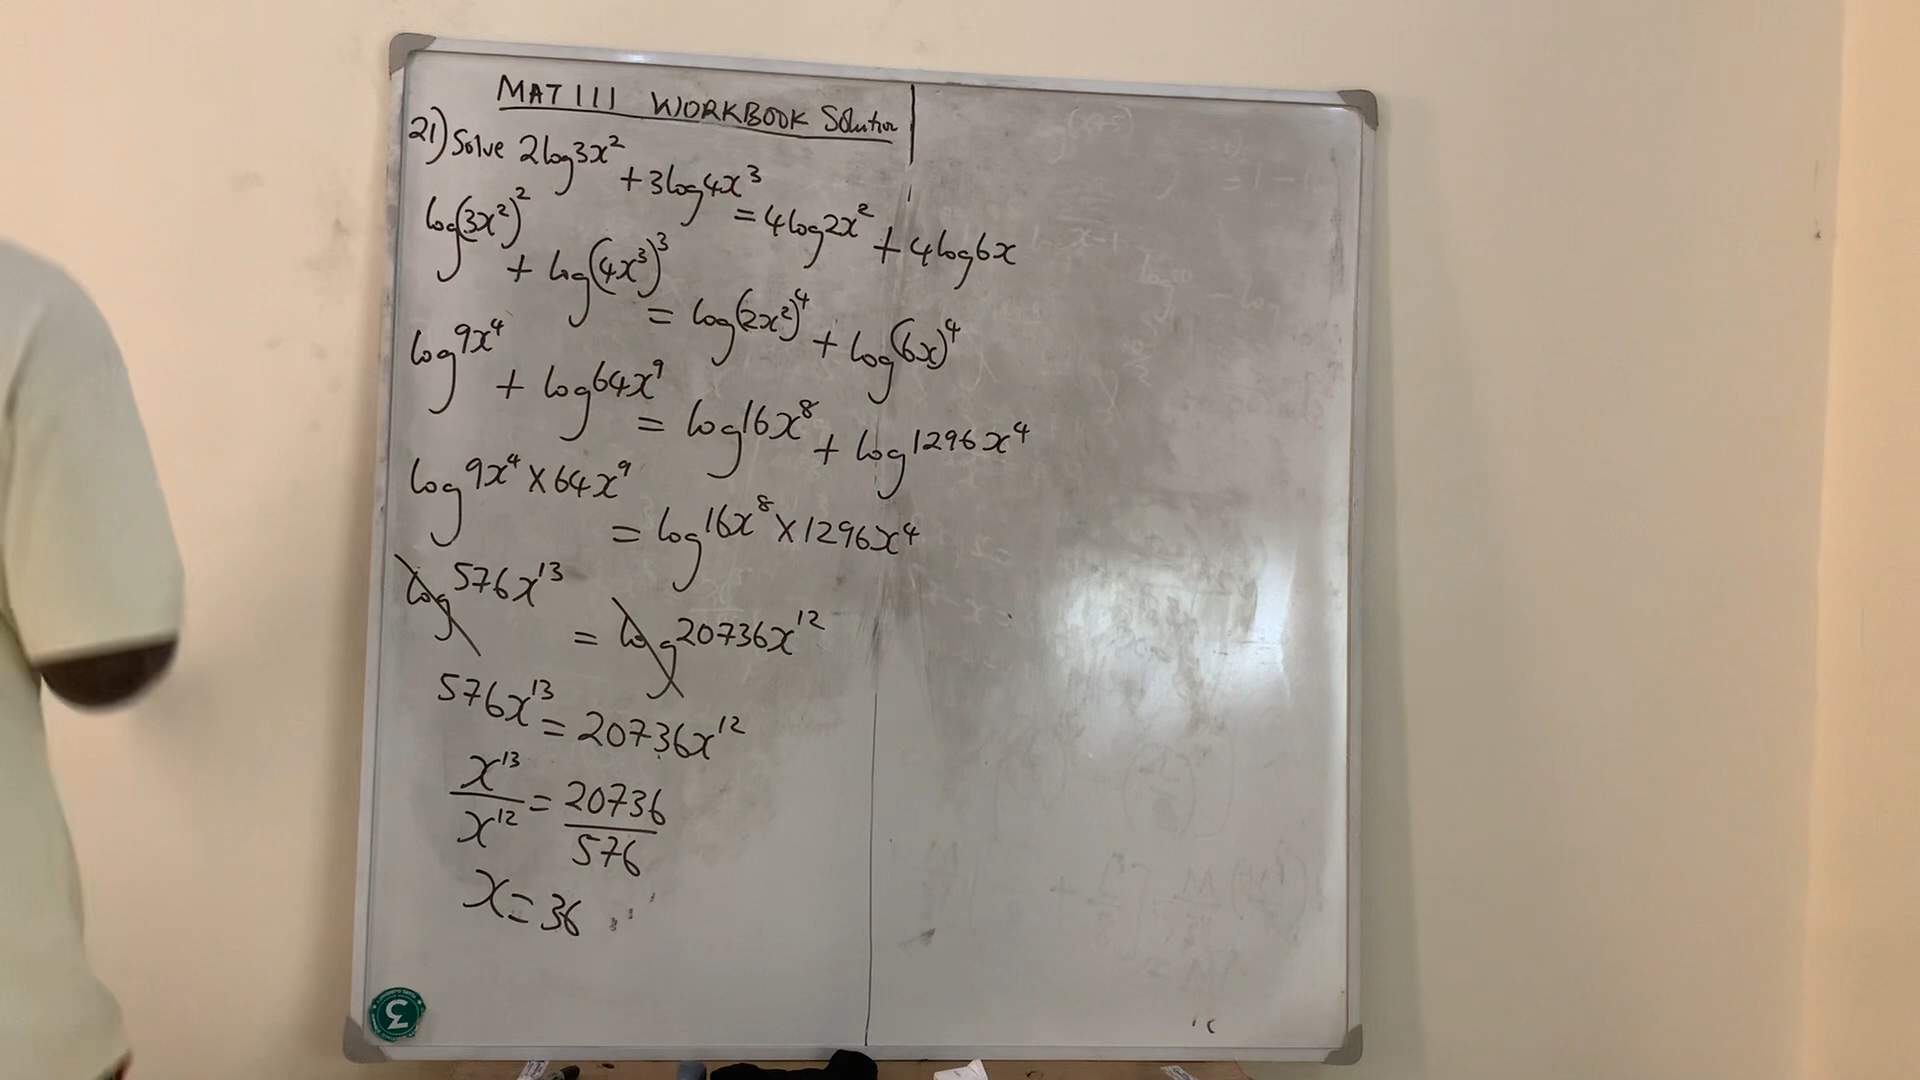 MAT 111 WORKBOOK Solution
21) Solve 2log3x² + 3log4x³ = 4log2x² + 4log6x
log(3x²)² + log(4x³)³ = log(2x²)⁴ + log(6x)⁴
log9x⁴ + log64x⁹ = log16x⁸ + log1296x⁴
log9x⁴ × 64x⁹ = log16x⁸ × 1296x⁴
log576x¹³ = log20736x¹²
576x¹³ = 20736x¹²
x¹³/x¹² = 20736/576
x = 36